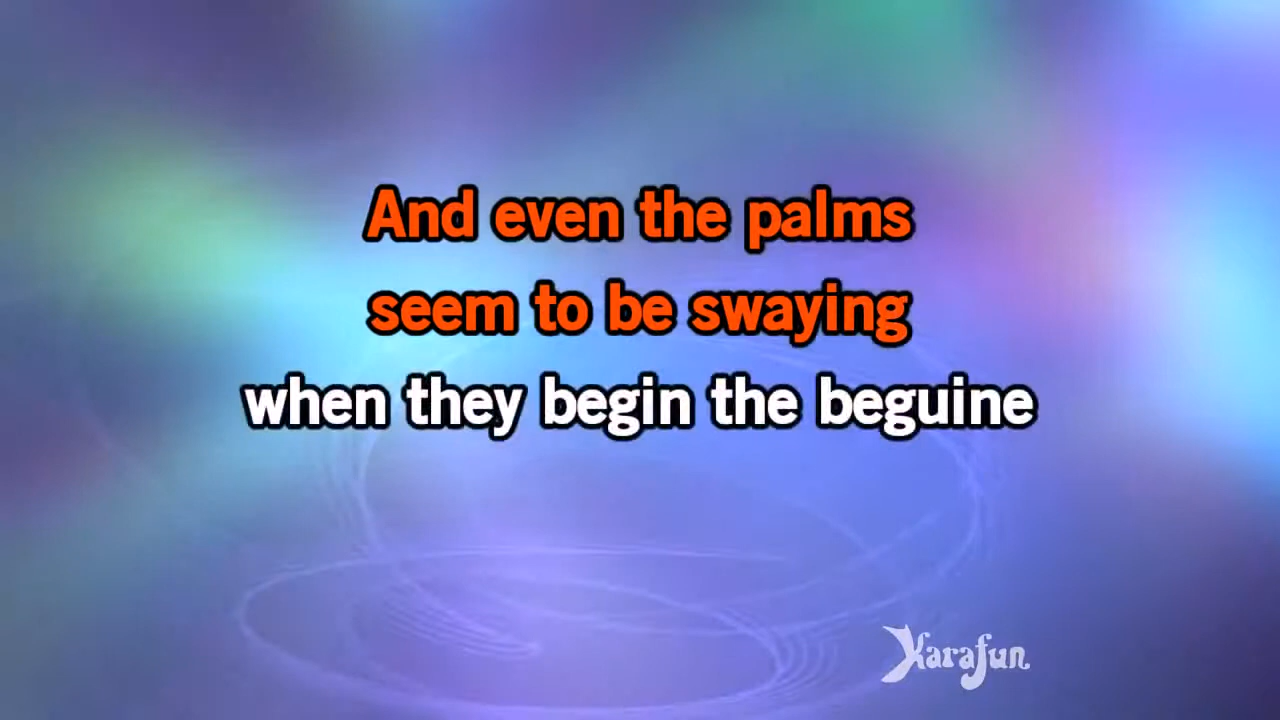 And even the palms
seem to be swaying
when they begin the beguine
Karafun